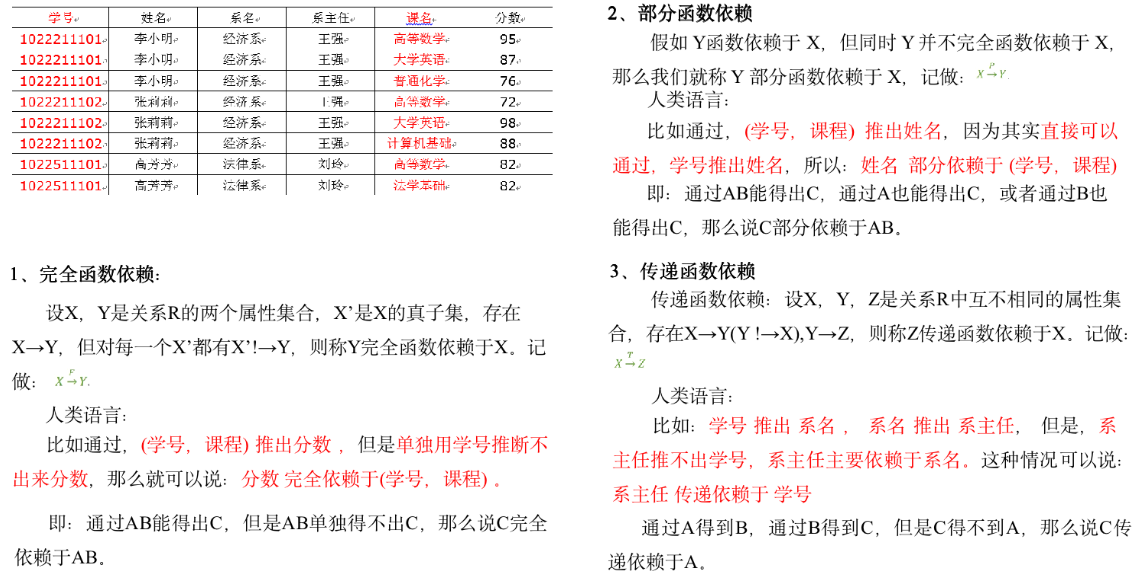 学号 姓名 系名 系主任 课名 分数
1022211101 李小明 经济系 王强 高等数学 95
1022211101 李小明 经济系 王强 大学英语 87
1022211101 李小明 经济系 王强 普通化学 76
1022211102 张莉莉 经济系 王强 高等数学 72
1022211102 张莉莉 经济系 王强 大学英语 98
1022211102 张莉莉 经济系 王强 计算机基础 88
1022511101 高芳芳 法律系 刘玲 高等数学 82
1022511101 高芳芳 法律系 刘玲 法学基础 82
1、完全函数依赖：
设X，Y是关系R的两个属性集合，X’是X的真子集，存在
X→Y，但对每一个X’都有X’!→Y，则称Y完全函数依赖于X。记
做： X F→ Y.
人类语言：
比如通过，(学号，课程) 推出分数 ，但是单独用学号推断不
出来分数，那么就可以说：分数 完全依赖于(学号，课程) 。
即：通过AB能得出C，但是AB单独得不出C，那么说C完全
依赖于AB。
2、部分函数依赖
假如 Y函数依赖于 X，但同时 Y 并不完全函数依赖于 X，
那么我们就称 Y 部分函数依赖于 X，记做： X P→ Y.
人类语言：
比如通过，(学号，课程) 推出姓名，因为其实直接可以
通过，学号推出姓名，所以：姓名 部分依赖于 (学号，课程)
即：通过AB能得出C，通过A也能得出C，或者通过B也
能得出C，那么说C部分依赖于AB。
3、传递函数依赖
传递函数依赖：设X，Y，Z是关系R中互不相同的属性集
合，存在X→Y(Y !→X),Y→Z，则称Z传递函数依赖于X。记做：
X T→ Z
人类语言：
比如：学号 推出 系名 ， 系名 推出 系主任， 但是，系
主任推不出学号，系主任主要依赖于系名。这种情况可以说：
系主任 传递依赖于 学号
通过A得到B，通过B得到C，但是C得不到A，那么说C传
递依赖于A。